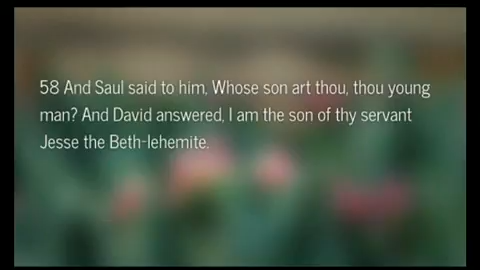 58 And Saul said to him, Whose son art thou, thou young
man? And David answered, I am the son of thy servant
Jesse the Beth-lehemite.